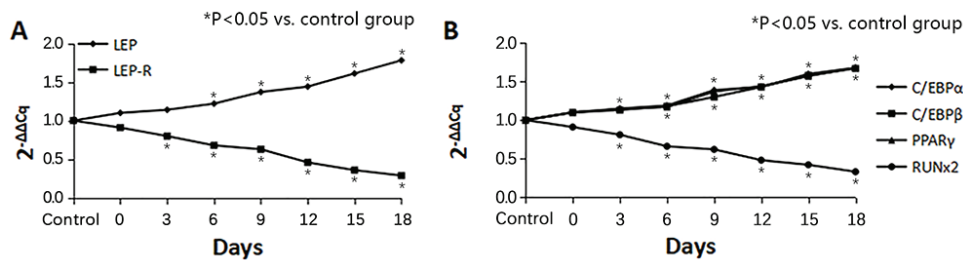 A
*P<0.05 vs. control group
2.0
1.5
1.0
0.5
0.0
2-ΔΔCq
LEP
LEP-R
* * * * *
* * * * * *
Control 0 3 6 9 12 15 18
Days
B
*P<0.05 vs. control group
2.0
1.5
1.0
0.5
0.0
2-ΔΔCq
* * * * * *
* * * * *
* * * * * *
Control 0 3 6 9 12 15 18
Days
C/EBPα
C/EBPβ
PPARγ
RUNx2